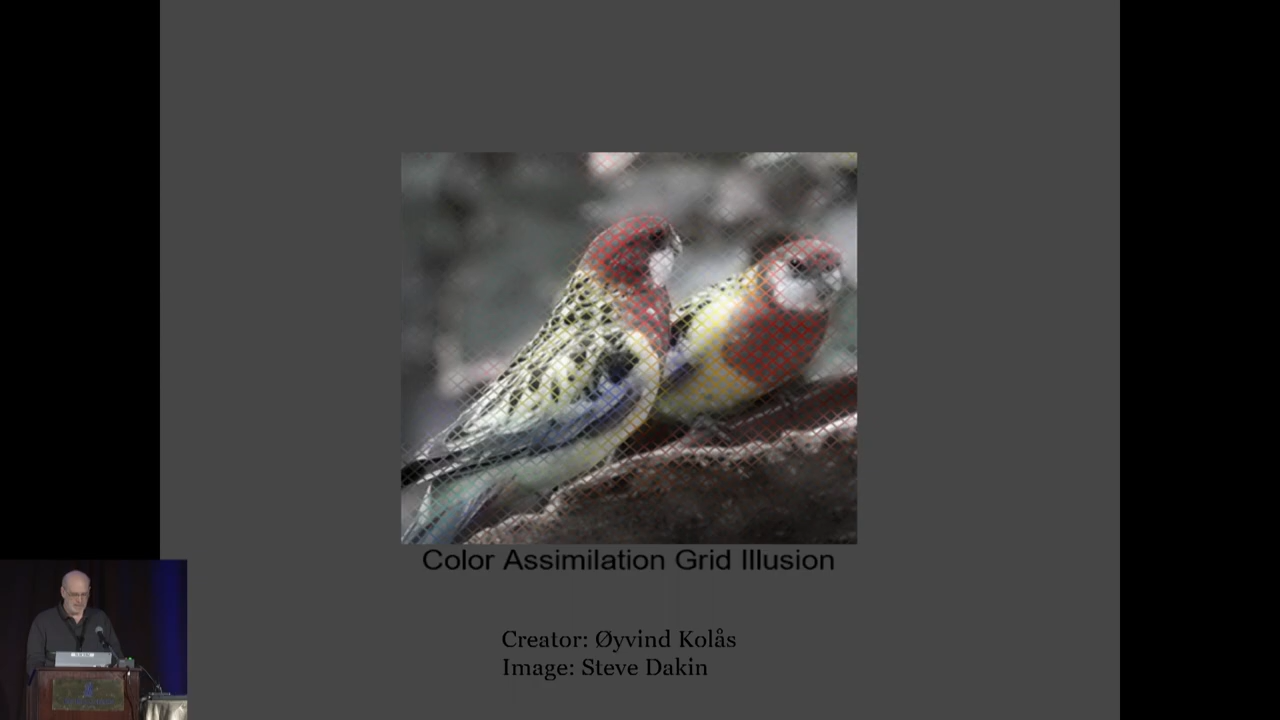 Color Assimilation Grid Illusion
Creator: Øyvind Kolås
Image: Steve Dakin